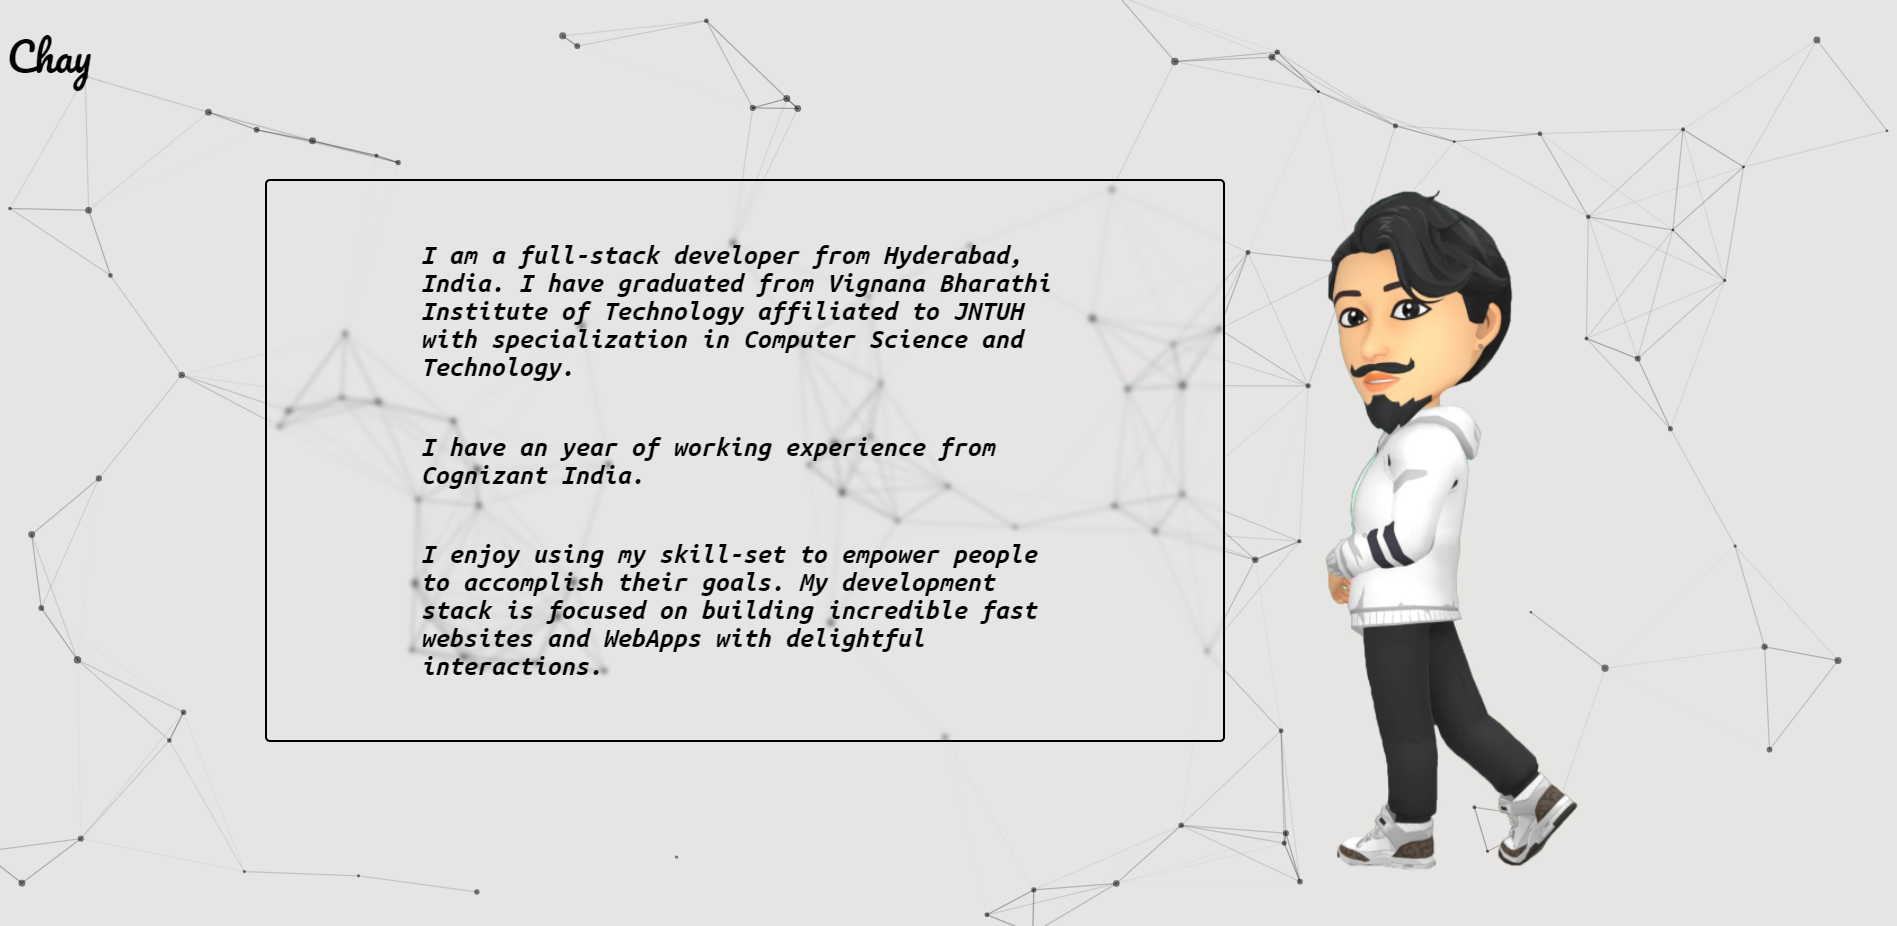 Chay
I am a full-stack developer from Hyderabad,
India. I have graduated from Vignana Bharathi
Institute of Technology affiliated to JNTUH
with specialization in Computer Science and
Technology.
I have an year of working experience from
Cognizant India.
I enjoy using my skill-set to empower people
to accomplish their goals. My development
stack is focused on building incredible fast
websites and WebApps with delightful
interactions.